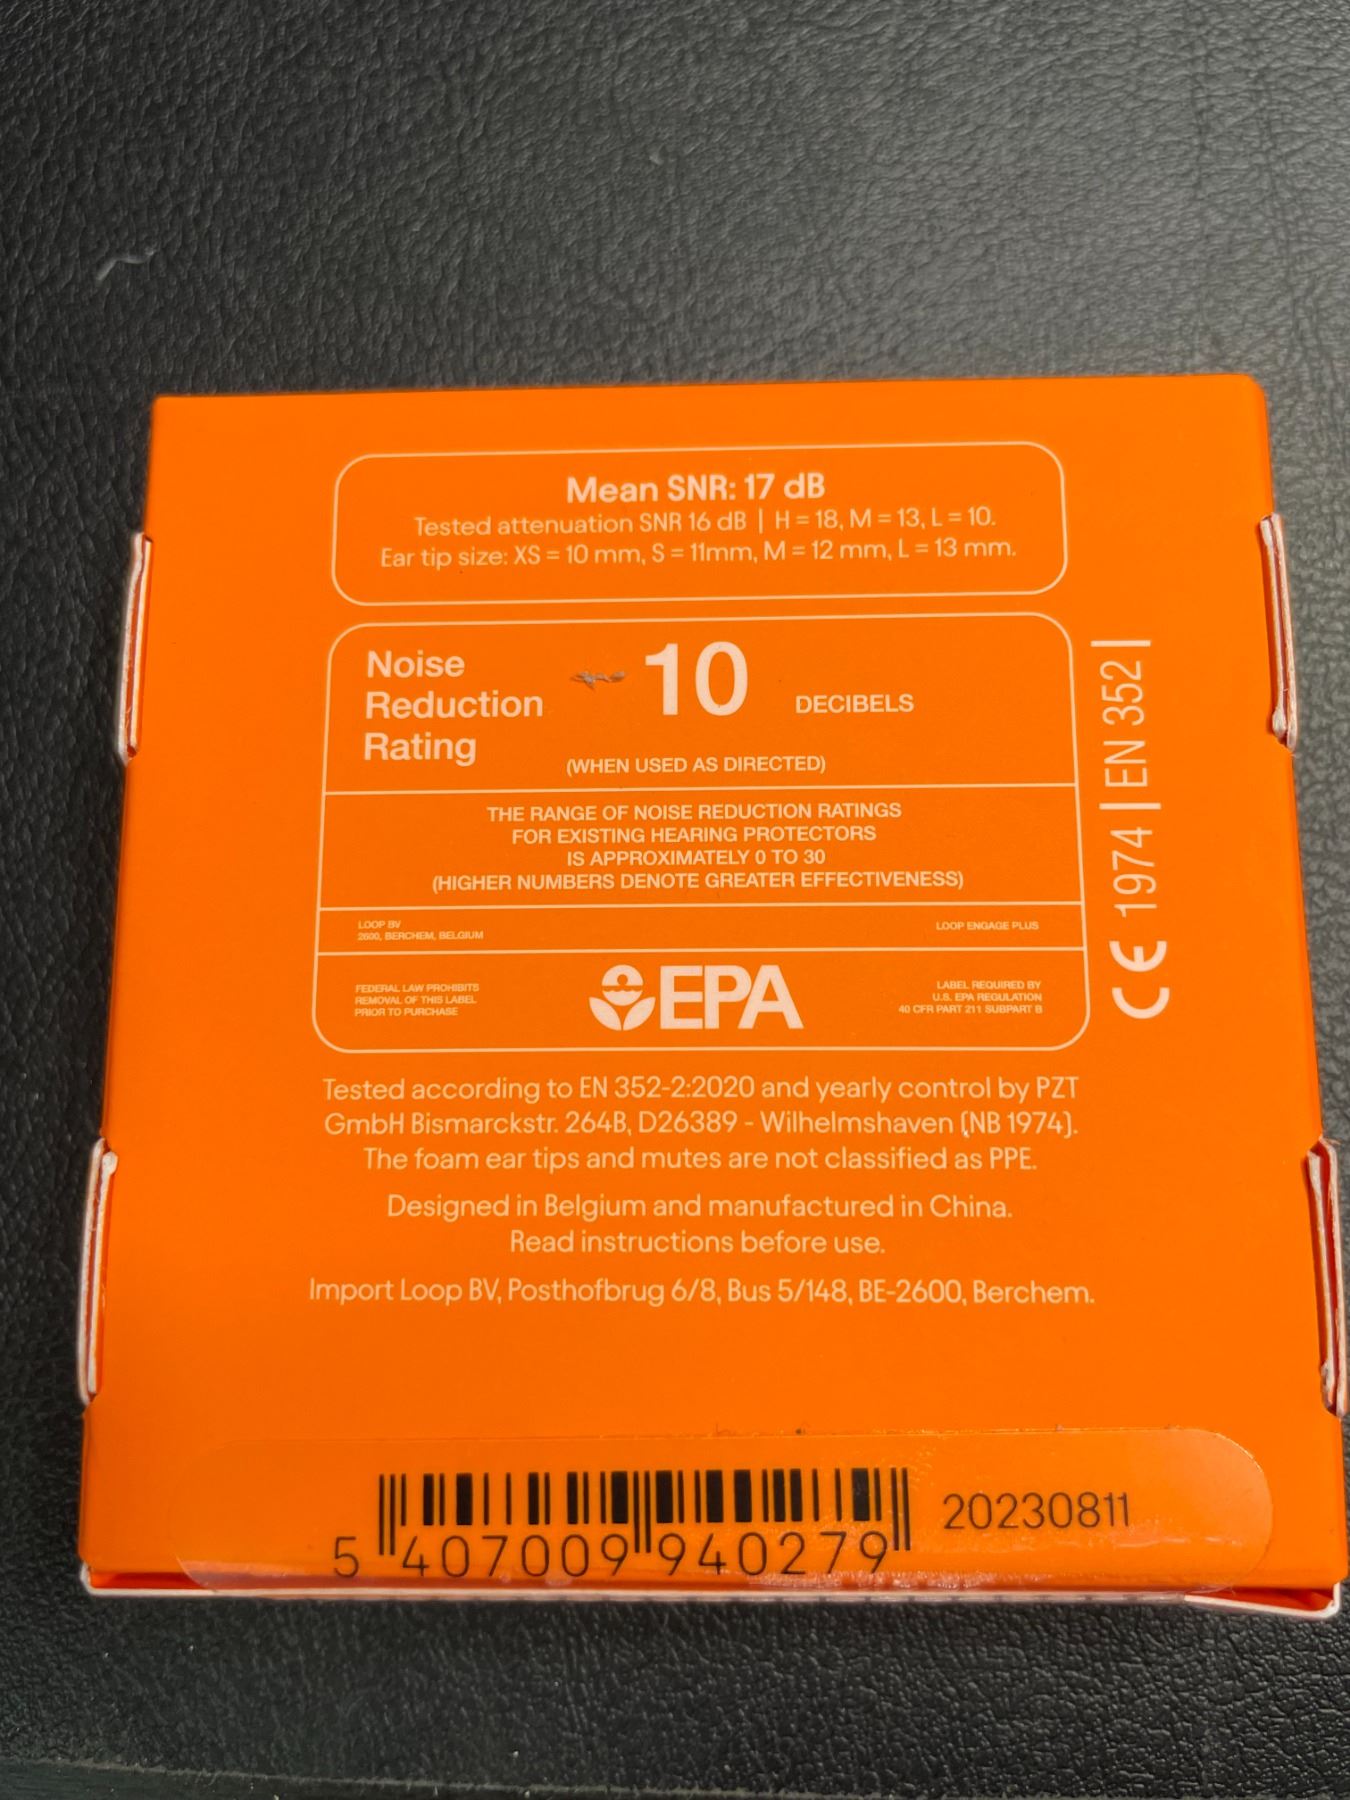 Mean SNR: 17 dB
Tested attenuation SNR 16 dB | H = 18, M = 13, L = 10.
Ear tip size: XS = 10 mm, S = 11mm, M = 12 mm, L = 13 mm.
Noise
Reduction
Rating
10
DECIBELS
(WHEN USED AS DIRECTED)
THE RANGE OF NOISE REDUCTION RATINGS
FOR EXISTING HEARING PROTECTORS
IS APPROXIMATELY 0 TO 30
(HIGHER NUMBERS DENOTE GREATER EFFECTIVENESS)
LOOP BV
2600, BERCHEM, BELGIUM
LOOP ENGAGE PLUS
FEDERAL LAW PROHIBITS
REMOVAL OF THIS LABEL
PRIOR TO PURCHASE
EPA
LABEL REQUIRED BY
U.S. EPA REGULATION
40 CFR PART 211 SUBPART B
CE 1974 | EN 352 |
Tested according to EN 352-2:2020 and yearly control by PZT
GmbH Bismarckstr. 264B, D26389 - Wilhelmshaven (NB 1974).
The foam ear tips and mutes are not classified as PPE.
Designed in Belgium and manufactured in China.
Read instructions before use.
Import Loop BV, Posthofbrug 6/8, Bus 5/148, BE-2600, Berchem.
5 407009 940279
20230811